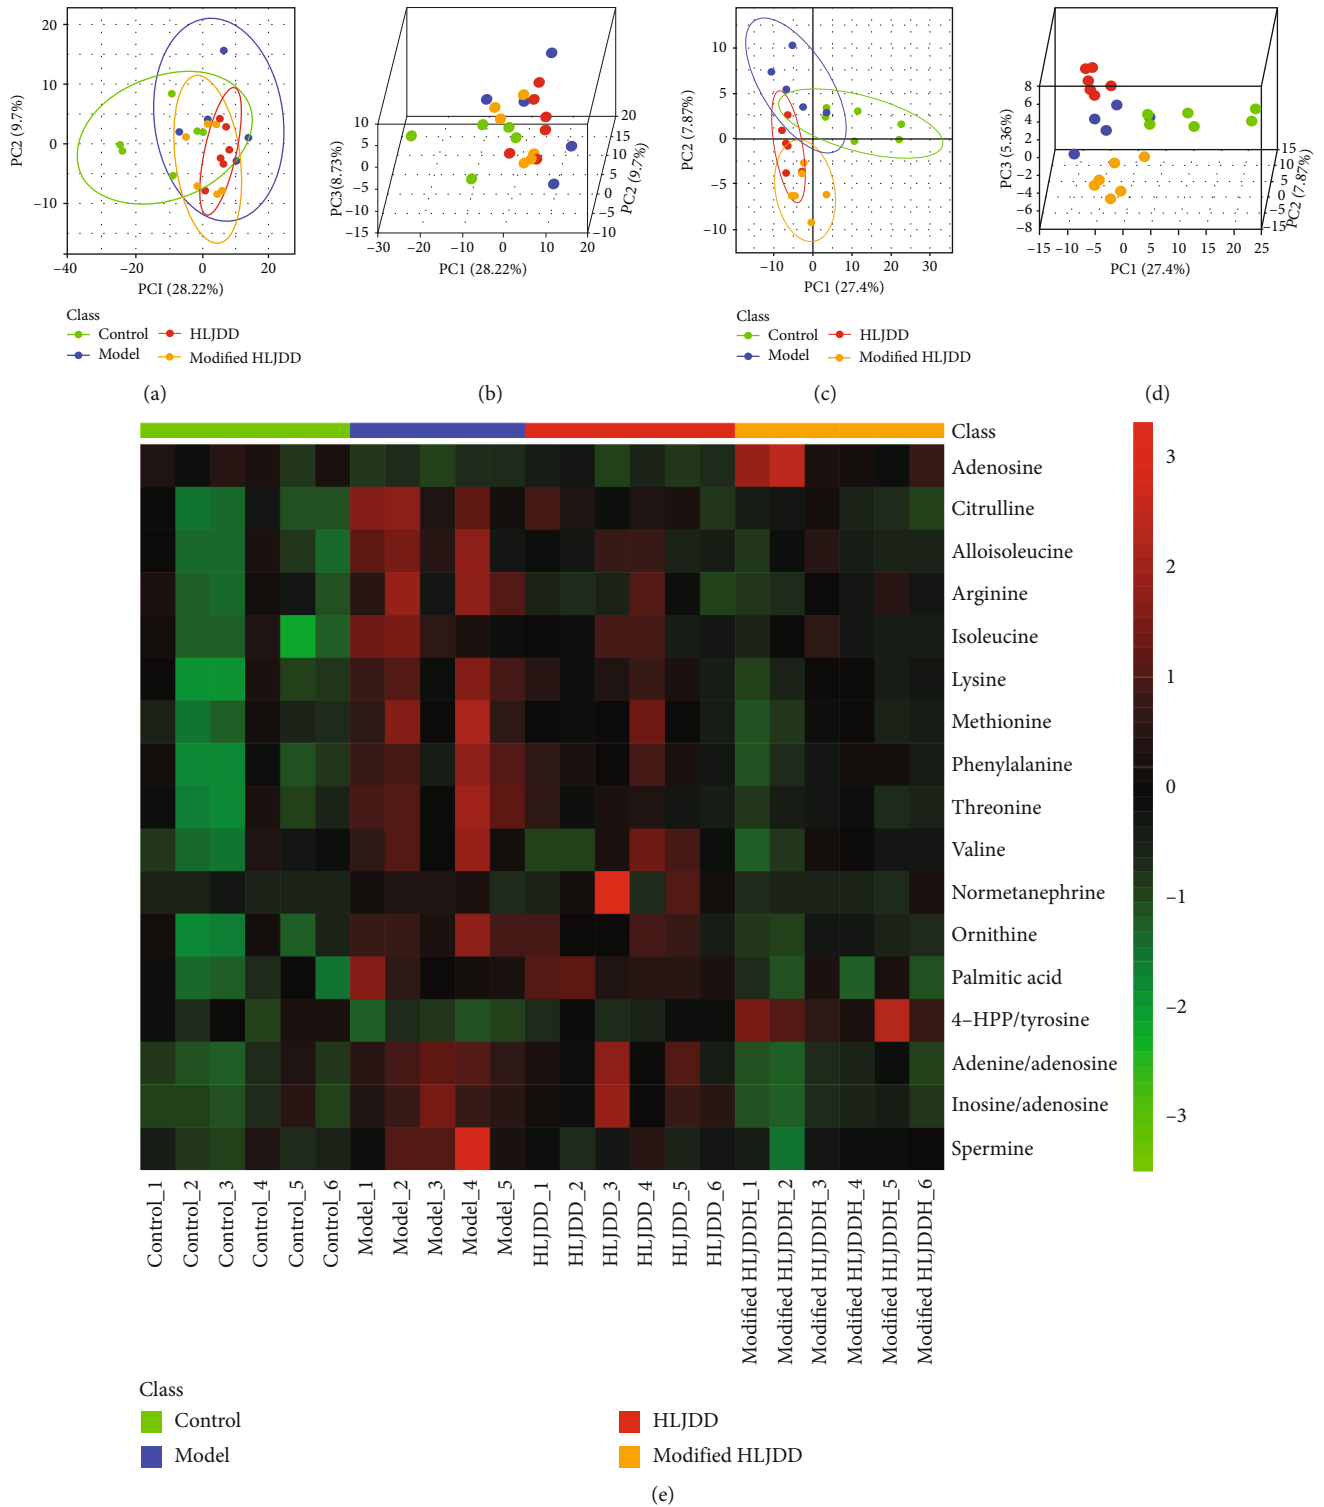 20
10
0
−10
PC2 (9.7%)
−40
−20
0
20
PCI (28.22%)
Class
Control
HLJDD
Model
Modified HLJDD
(a)
10
5
0
−5
−10
−15
PC3(8.73%)
−30
−20
−10
0
10
20
PC1 (28.22%)
20
15
10
5
0
−5
−10
PC2 (9.7%)
(b)
10
5
0
−5
−10
PC2 (7.87%)
−10
0
10
20
30
PC1 (27.4%)
Class
Control
HLJDD
Model
Modified HLJDD
(c)
8
6
4
2
0
−2
−4
−6
−8
PC3 (5.36%)
−15
−10
−5
0
5
10
15
20
25
PC1 (27.4%)
15
10
5
0
−5
−15
PC2 (7.87%)
(d)
Class
Adenosine
Citrulline
Alloisoleucine
Arginine
Isoleucine
Lysine
Methionine
Phenylalanine
Threonine
Valine
Normetanephrine
Ornithine
Palmitic acid
4−HPP/tyrosine
Adenine/adenosine
Inosine/adenosine
Spermine
3
2
1
0
−1
−2
−3
Control_1
Control_2
Control_3
Control_4
Control_5
Control_6
Model_1
Model_2
Model_3
Model_4
Model_5
HLJDD_1
HLJDD_2
HLJDD_3
HLJDD_4
HLJDD_5
HLJDD_6
Modified HLJDDH_1
Modified HLJDDH_2
Modified HLJDDH_3
Modified HLJDDH_4
Modified HLJDDH_5
Modified HLJDDH_6
Class
Control
HLJDD
Model
Modified HLJDD
(e)